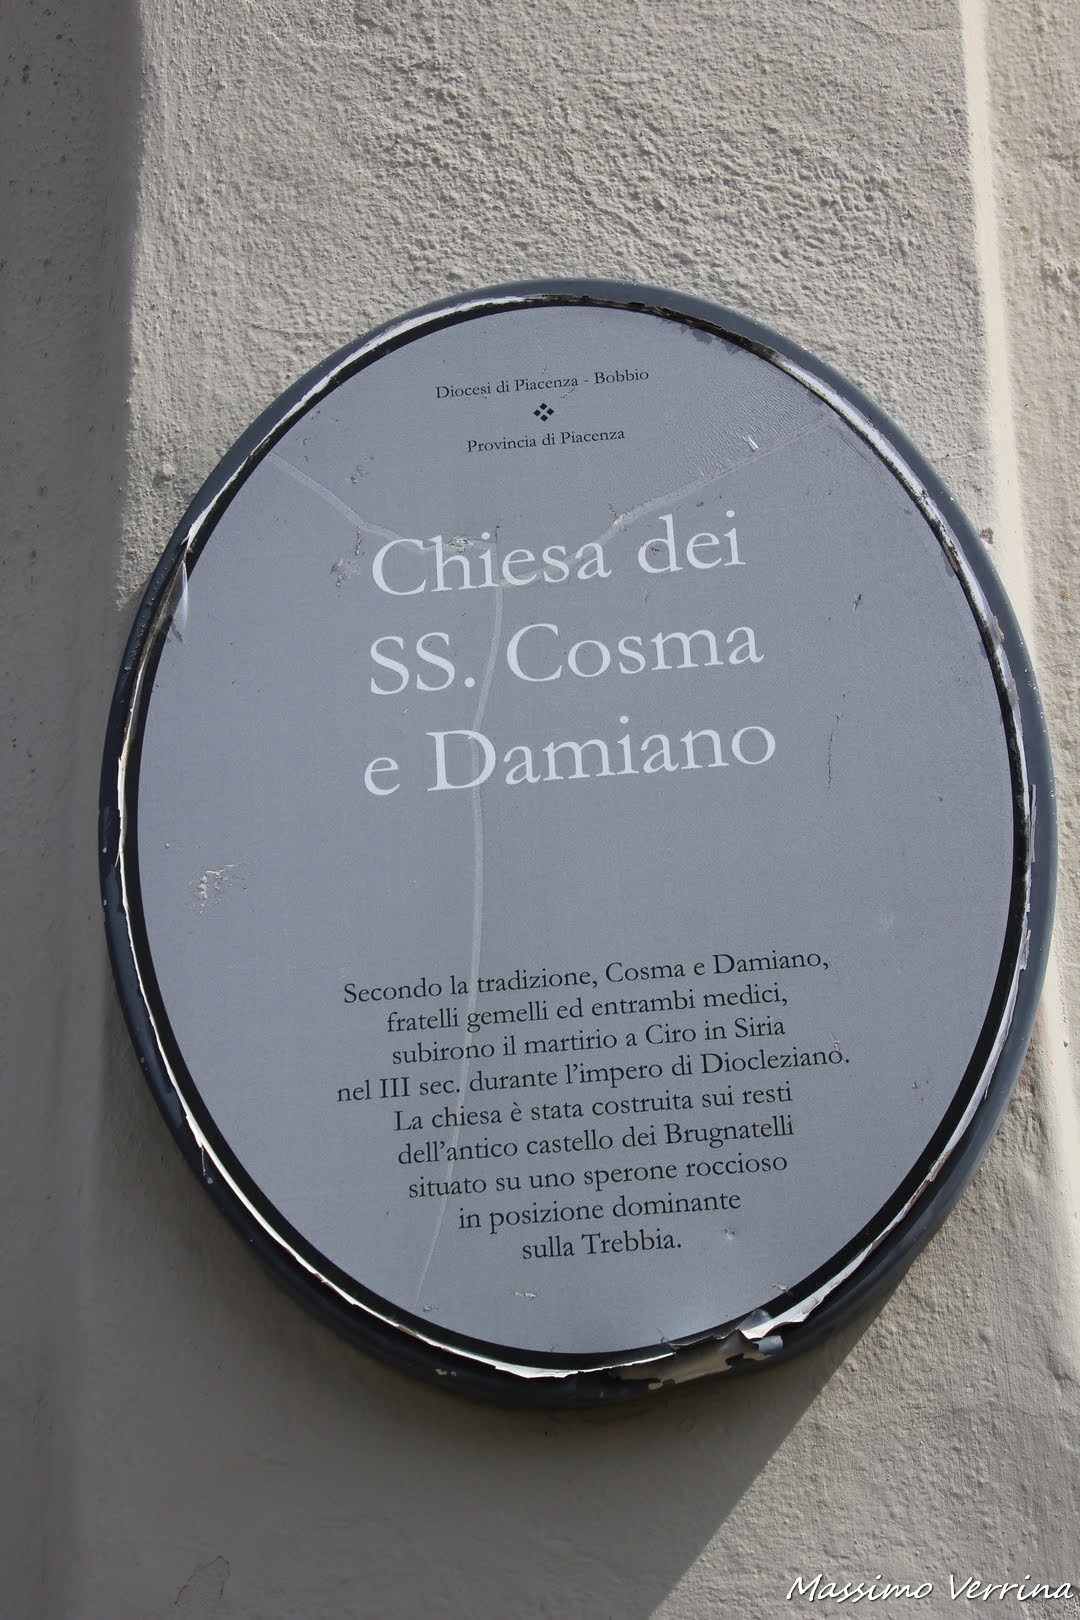 Diocesi di Piacenza - Bobbio
Provincia di Piacenza
Chiesa dei
SS. Cosma
e Damiano
Secondo la tradizione, Cosma e Damiano,
fratelli gemelli ed entrambi medici,
subirono il martirio a Ciro in Siria
nel III sec. durante l'impero di Diocleziano.
La chiesa è stata costruita sui resti
dell'antico castello dei Brugnatelli
situato su uno sperone roccioso
in posizione dominante
sulla Trebbia.
Massimo Verrina